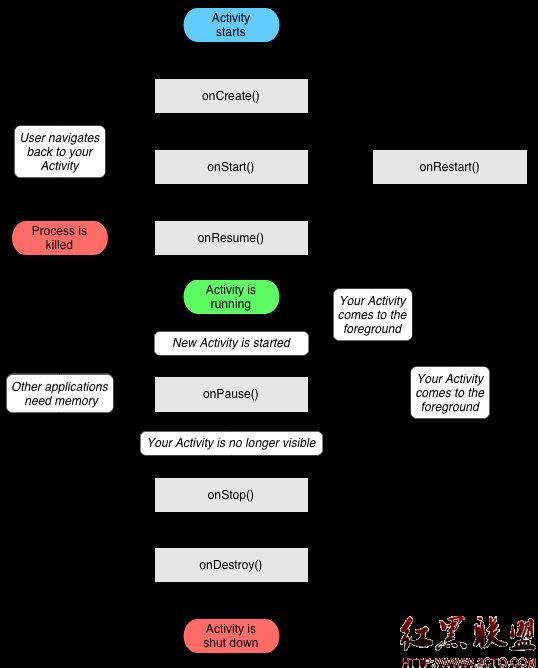 Activity
starts
onCreate()
User navigates
back to your
Activity
onStart()
onRestart()
Process is
killed
onResume()
Activity is
running
Your Activity
comes to the
foreground
New Activity is started
Other applications
need memory
onPause()
Your Activity
comes to the
foreground
Your Activity is no longer visible
onStop()
onDestroy()
Activity is
shut down
红黑联盟
HTTP://WWW.2CTO.COM